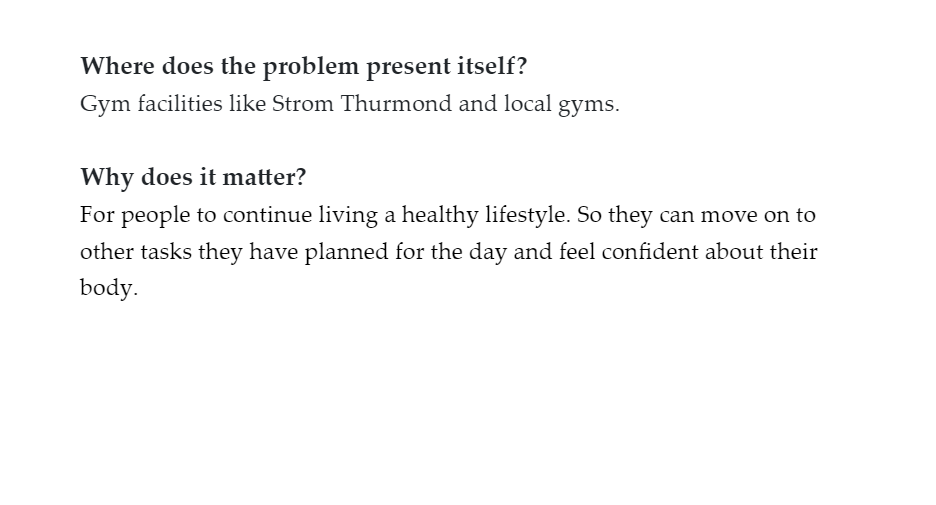 Where does the problem present itself?
Gym facilities like Strom Thurmond and local gyms.
Why does it matter?
For people to continue living a healthy lifestyle. So they can move on to
other tasks they have planned for the day and feel confident about their
body.